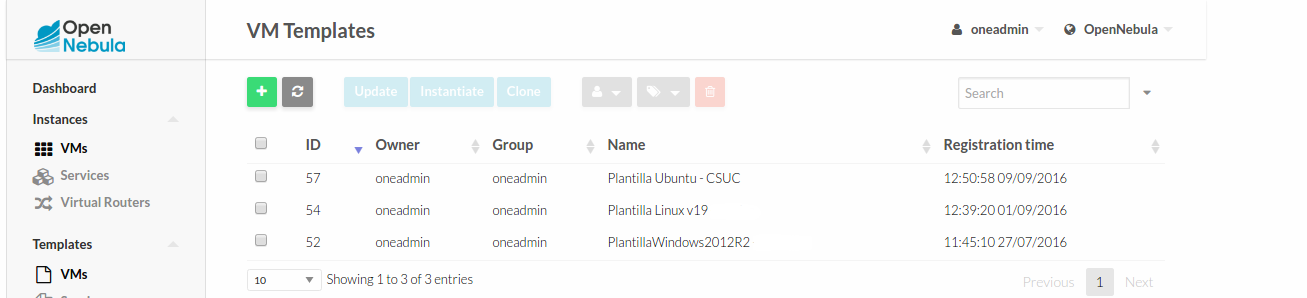 Open
Nebula
VM Templates
oneadmin
OpenNebula
Dashboard
Instances
VMs
Services
Virtual Routers
Templates
VMs
Update Instantiate Clone
Search
ID Owner Group Name Registration time
57 oneadmin oneadmin Plantilla Ubuntu - CSUC 12:50:58 09/09/2016
54 oneadmin oneadmin Plantilla Linux v19 12:39:20 01/09/2016
52 oneadmin oneadmin PlantillaWindows2012R2 11:45:10 27/07/2016
10 Showing 1 to 3 of 3 entries
Previous 1 Next